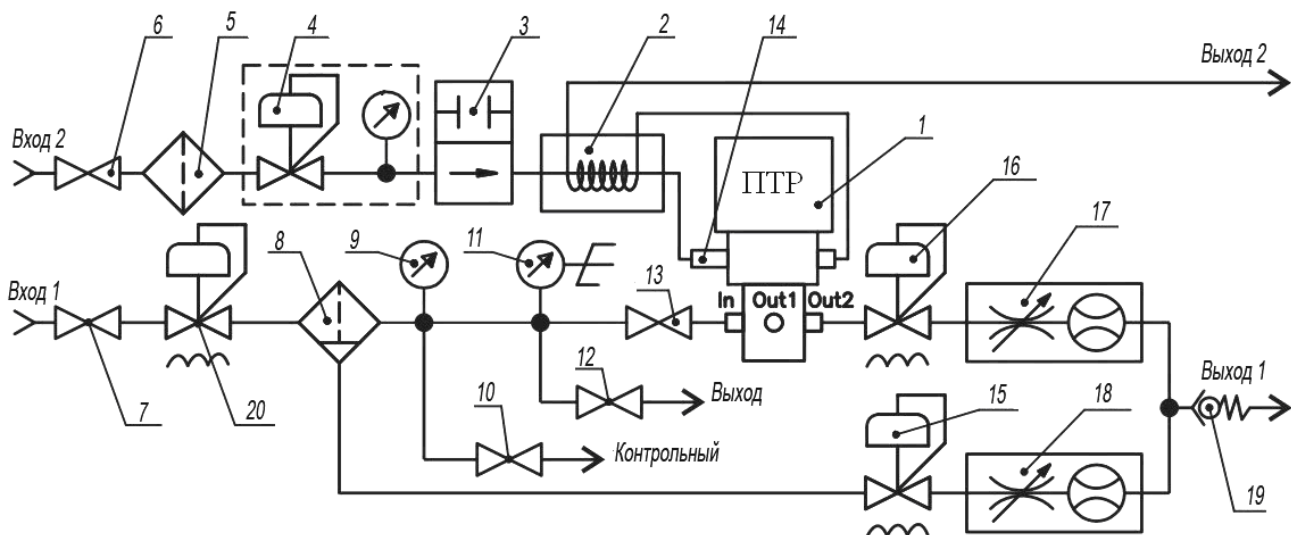 6
5
4
3
2
14
Выход 2
Вход 2
1
ПТР
16
17
8
9
11
13
Вход 1
In Out1 Out2
12
Выход
Выход 1
7
20
10
15
18
Контрольный
19